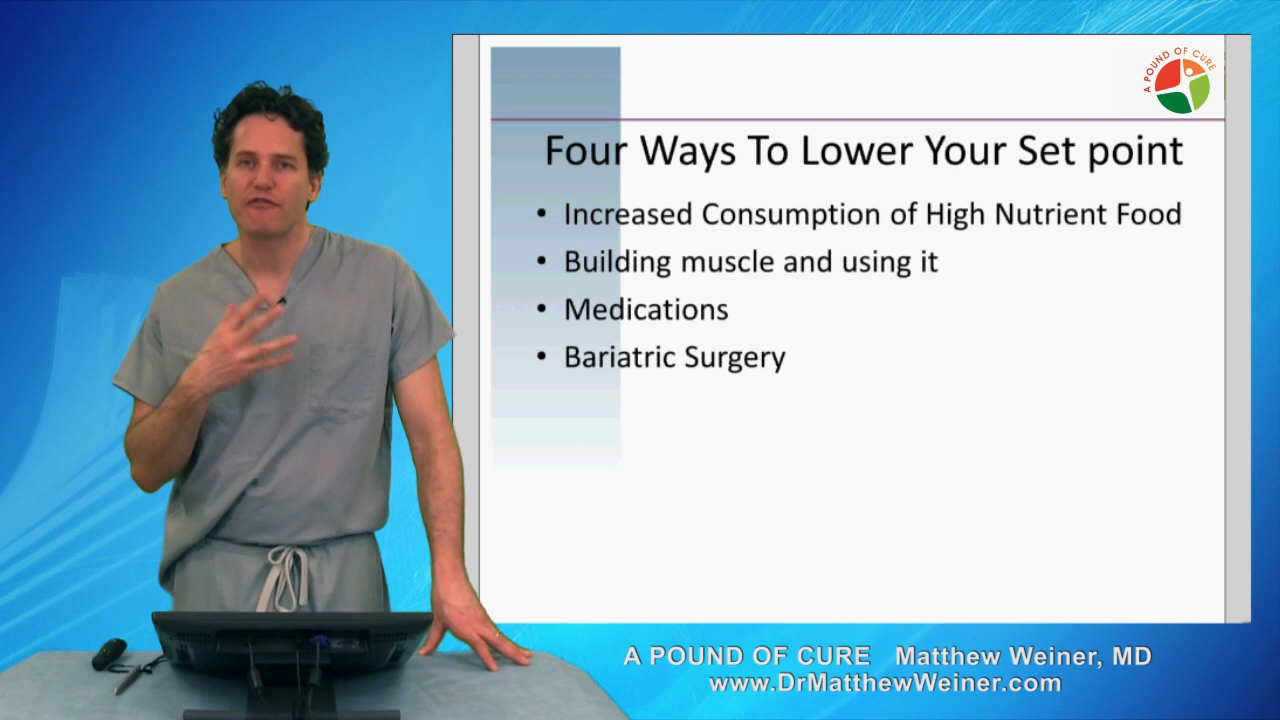 A POUND OF CURE
Four Ways To Lower Your Set point
• Increased Consumption of High Nutrient Food
• Building muscle and using it
• Medications
• Bariatric Surgery
A POUND OF CURE Matthew Weiner, MD
www.DrMatthewWeiner.com